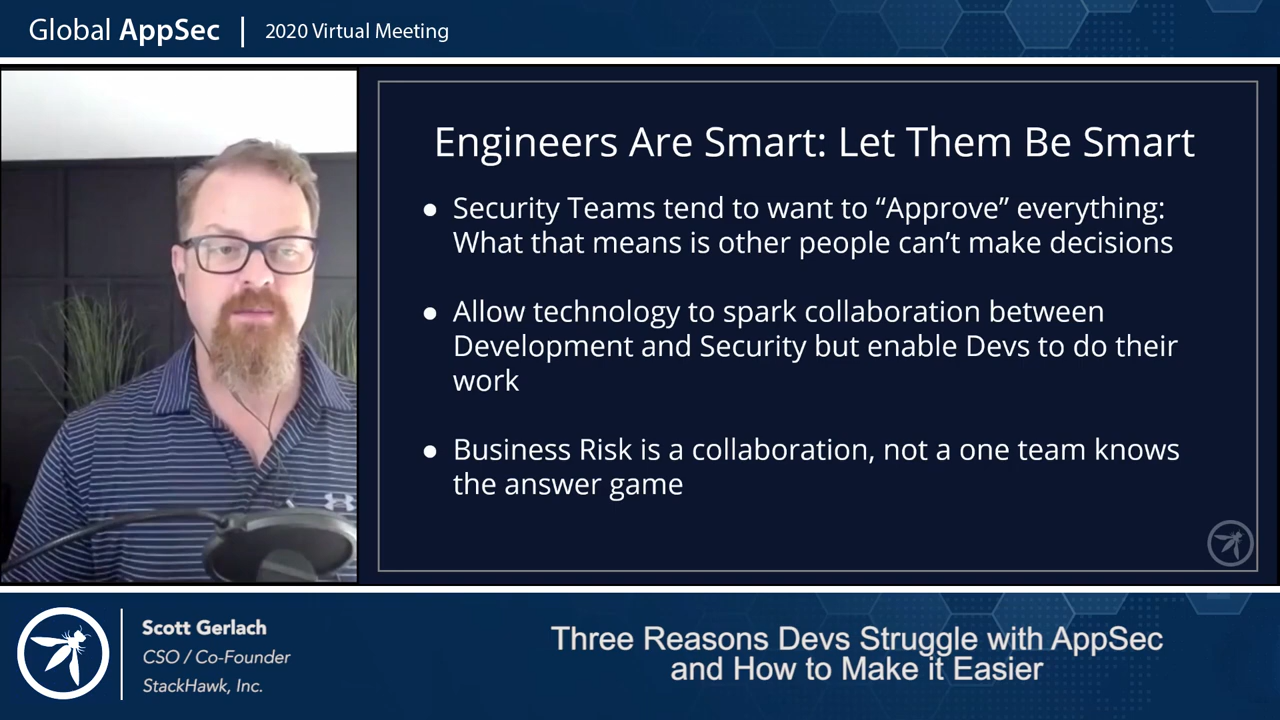 Global AppSec | 2020 Virtual Meeting
Engineers Are Smart: Let Them Be Smart
● Security Teams tend to want to “Approve” everything:
What that means is other people can’t make decisions
● Allow technology to spark collaboration between
Development and Security but enable Devs to do their
work
● Business Risk is a collaboration, not a one team knows
the answer game
Scott Gerlach
CSO / Co-Founder
StackHawk, Inc.
Three Reasons Devs Struggle with AppSec
and How to Make it Easier